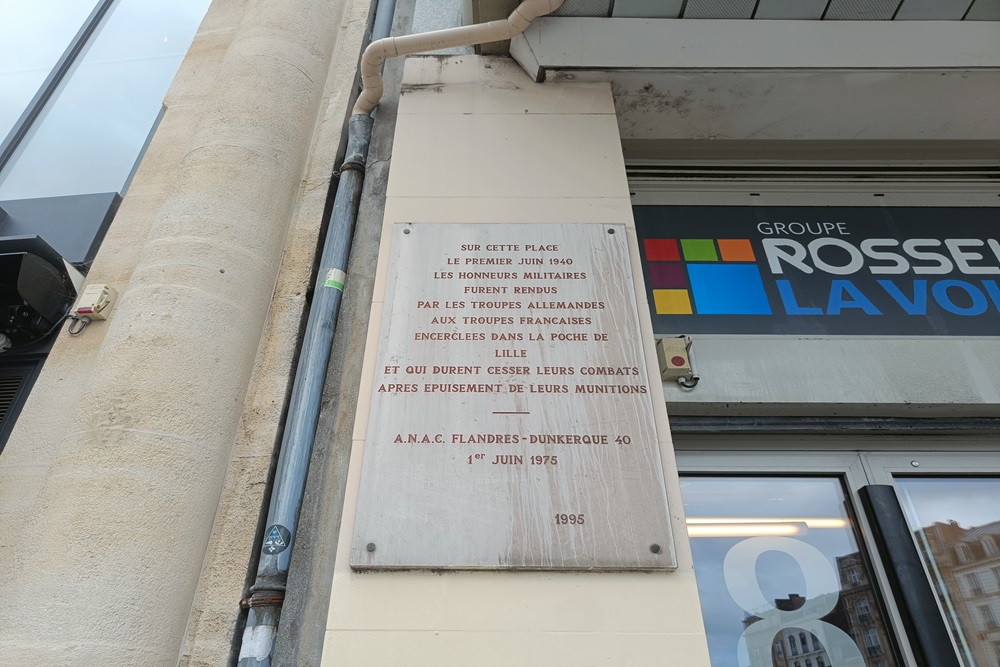 SUR CETTE PLACE
LE PREMIER JUIN 1940
LES HONNEURS MILITAIRES
FURENT RENDUS
PAR LES TROUPES ALLEMANDES
AUX TROUPES FRANCAISES
ENCERCLEES DANS LA POCHE DE
LILLE
ET QUI DURENT CESSER LEURS COMBATS
APRES EPUISEMENT DE LEURS MUNITIONS
A.N.A.C. FLANDRES-DUNKERQUE 40
1er JUIN 1975
1995
GROUPE
ROSSEL
LA VOI
8